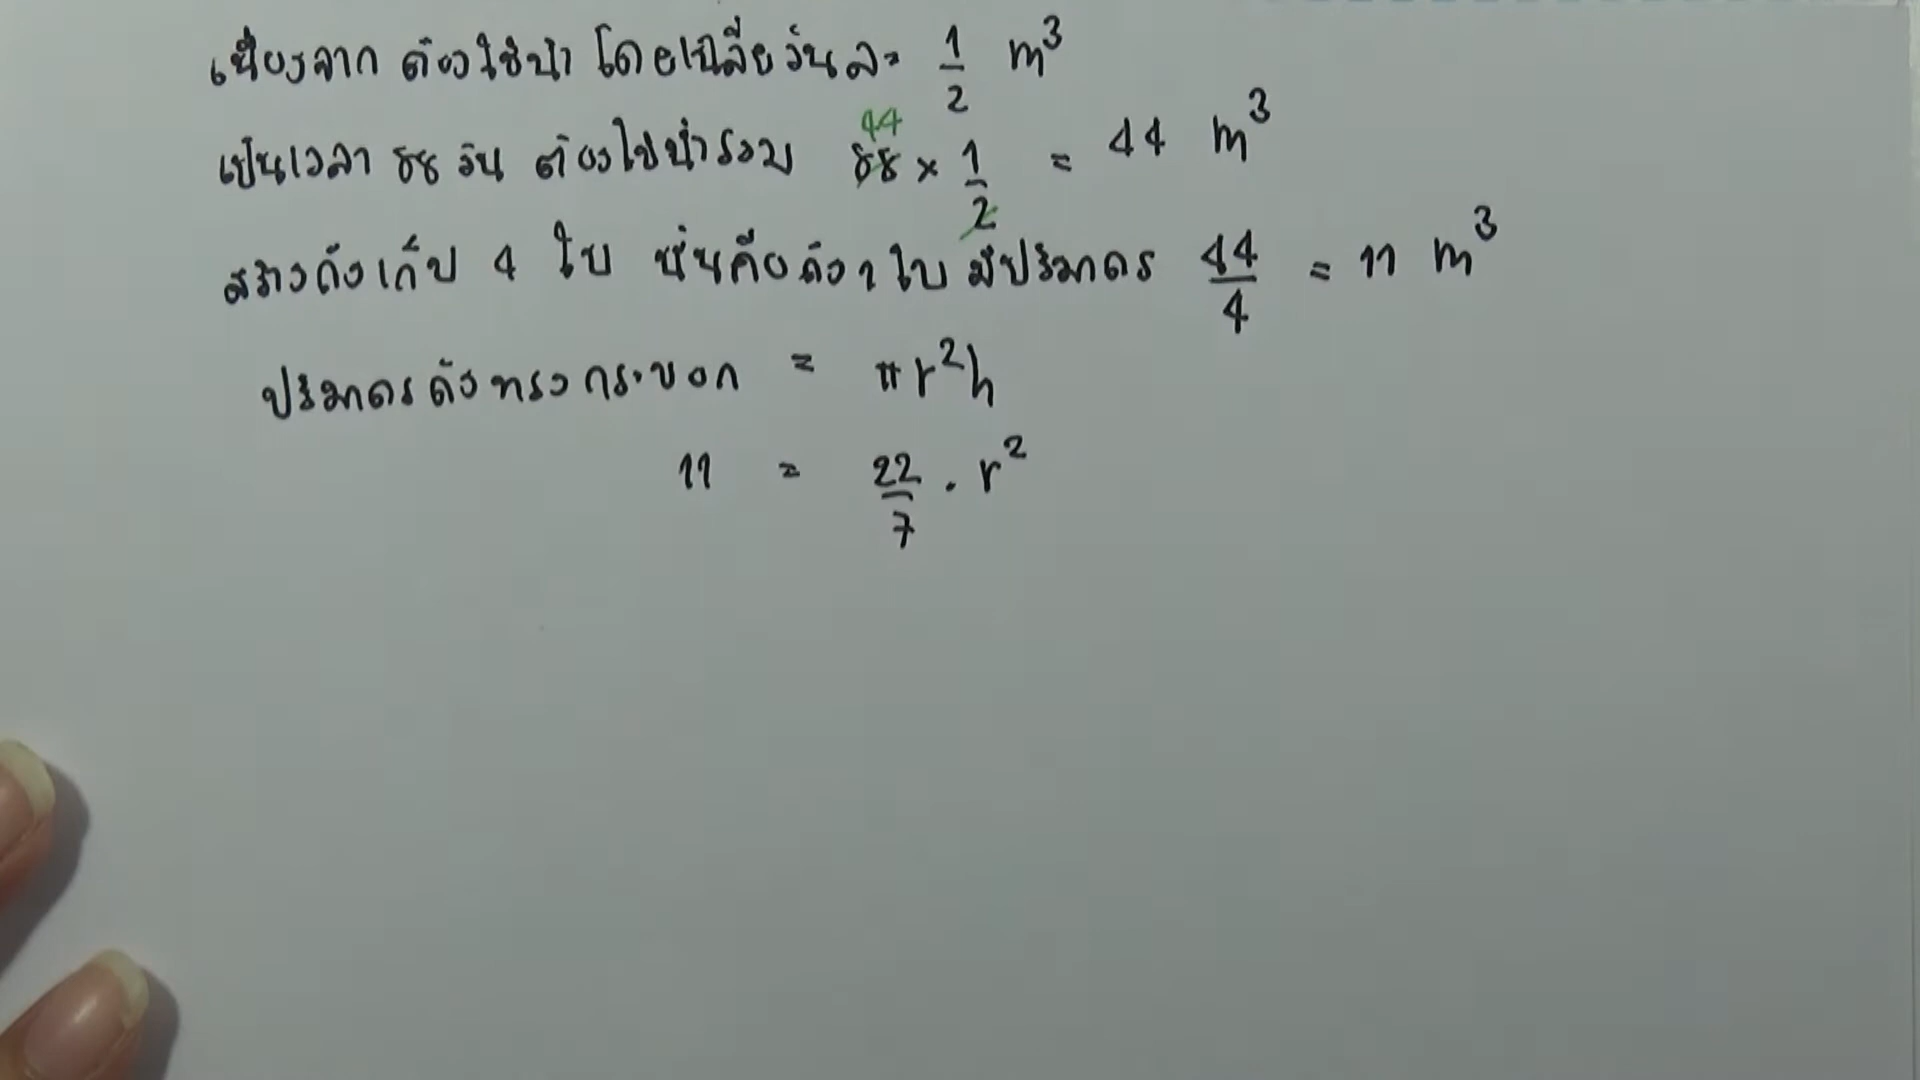 เนื่องจาก ต้องใช้น้ำ โดยเฉลี่ยวันละ 1/2 m³
เป็นเวลา 88 วัน ต้องใช้น้ำรวม 88 44 × 1/2 = 44 m³
สร้างถังเก็บ 4 ใบ นั่นคือถัง 1 ใบ มีปริมาตร 44/4 = 11 m³
ปริมาตรถังทรงกระบอก = πr²h
11 = 22/7 . r²